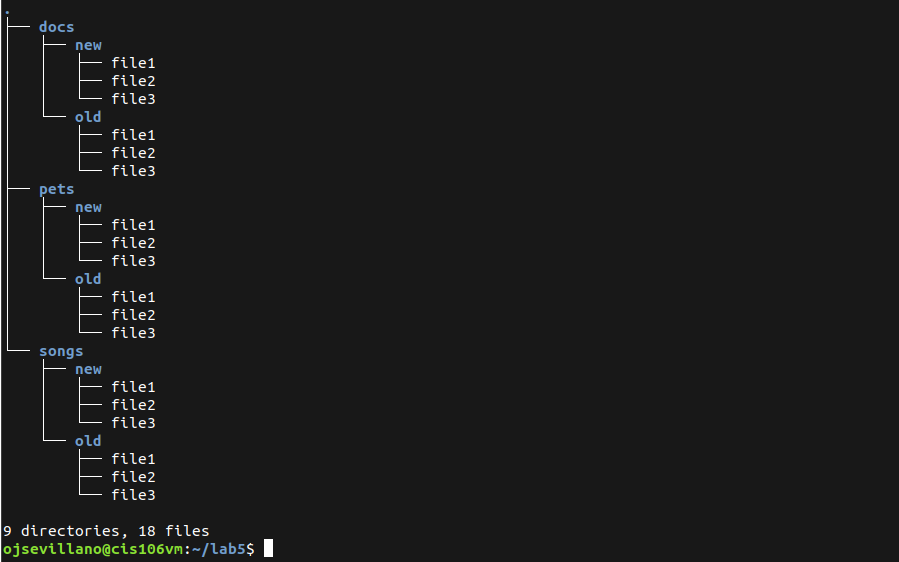 .
├── docs
│   ├── new
│   │   ├── file1
│   │   ├── file2
│   │   └── file3
│   └── old
│       ├── file1
│       ├── file2
│       └── file3
├── pets
│   ├── new
│   │   ├── file1
│   │   ├── file2
│   │   └── file3
│   └── old
│       ├── file1
│       ├── file2
│       └── file3
└── songs
    ├── new
    │   ├── file1
    │   ├── file2
    │   └── file3
    └── old
        ├── file1
        ├── file2
        └── file3

9 directories, 18 files
ojsevillano@cis106vm:~/lab5$